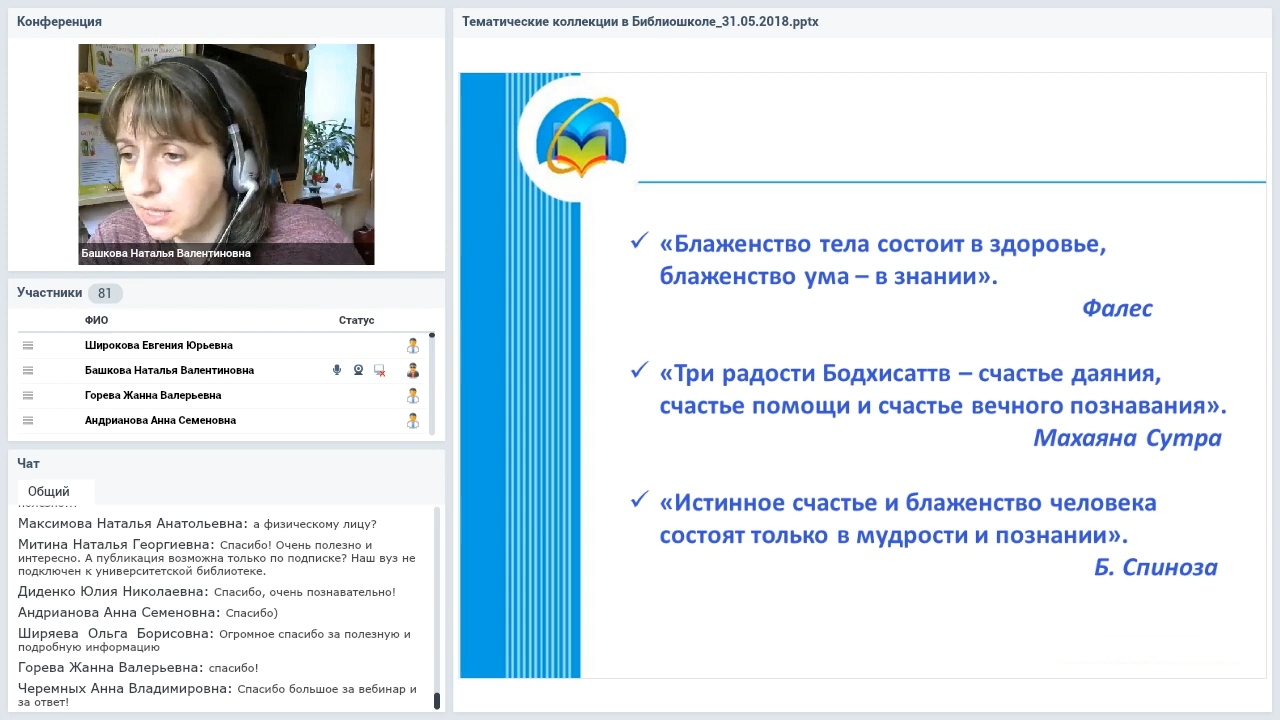 Конференция
Башкова Наталья Валентиновна
Участники 81
ФИО Статус
Широкова Евгения Юрьевна
Башкова Наталья Валентиновна
Горева Жанна Валерьевна
Андрианова Анна Семеновна
Чат
Общий
Максимова Наталья Анатольевна: а физическому лицу?
Митина Наталья Георгиевна: Спасибо! Очень полезно и
интересно. А публикация возможна только по подписке? Наш вуз не
подключен к университетской библиотеке.
Диденко Юлия Николаевна: Спасибо, очень познавательно!
Андрианова Анна Семеновна: Спасибо)
Ширяева Ольга Борисовна: Огромное спасибо за полезную и
подробную информацию
Горева Жанна Валерьевна: спасибо!
Черемных Анна Владимировна: Спасибо большое за вебинар и
за ответ!
Тематические коллекции в Библиошколе_31.05.2018.pptx
«Блаженство тела состоит в здоровье,
блаженство ума – в знании».
Фалес
«Три радости Бодхисаттв – счастье даяния,
счастье помощи и счастье вечного познавания».
Махаяна Сутра
«Истинное счастье и блаженство человека
состоят только в мудрости и познании».
Б. Спиноза